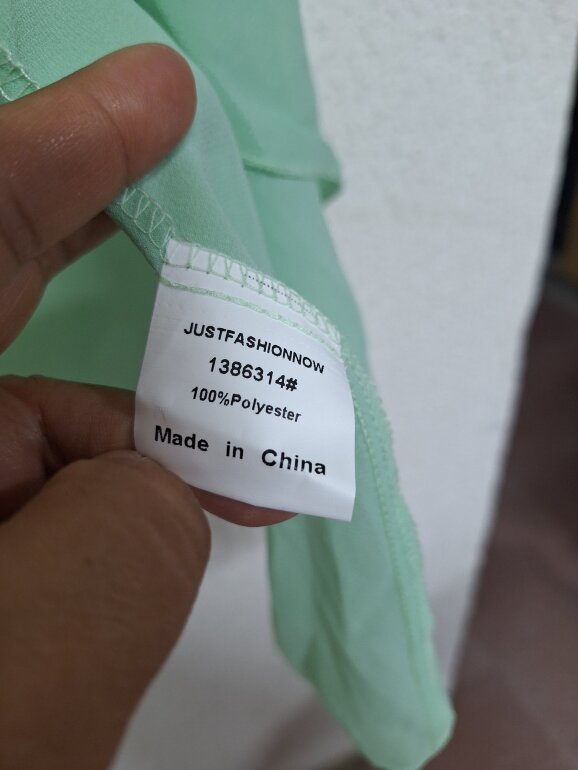 JUSTFASHIONNOW
1386314#
100%Polyester
Made in China